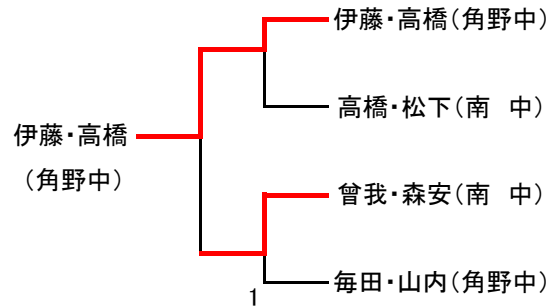 伊藤・高橋(角野中)
高橋・松下(南　中)
伊藤・高橋
(角野中)
曾我・森安(南　中)
毎田・山内(角野中)
1